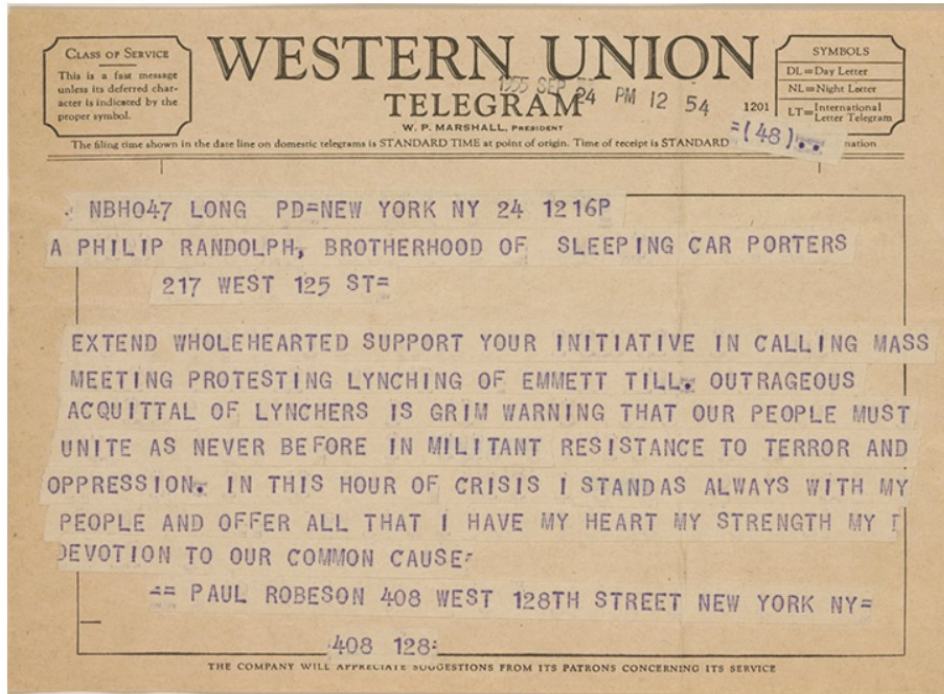 CLASS OF SERVICE
This is a fast message
unless its deferred char-
acter is indicated by the
proper symbol.
WESTERN UNION
TELEGRAM
W. P. MARSHALL, PRESIDENT
1955 SEP 24 PM 12 54
1201
SYMBOLS
DL=Day Letter
NL=Night Letter
LT=International Letter Telegram
=(48)..
The filing time shown in the date line on domestic telegrams is STANDARD TIME at point of origin. Time of receipt is STANDARD nation
NBH047 LONG PD=NEW YORK NY 24 1216P
A PHILIP RANDOLPH, BROTHERHOOD OF SLEEPING CAR PORTERS
217 WEST 125 ST=
EXTEND WHOLEHEARTED SUPPORT YOUR INITIATIVE IN CALLING MASS
MEETING PROTESTING LYNCHING OF EMMETT TILL. OUTRAGEOUS
ACQUITTAL OF LYNCHERS IS GRIM WARNING THAT OUR PEOPLE MUST
UNITE AS NEVER BEFORE IN MILITANT RESISTANCE TO TERROR AND
OPPRESSION. IN THIS HOUR OF CRISIS I STANDAS ALWAYS WITH MY
PEOPLE AND OFFER ALL THAT I HAVE MY HEART MY STRENGTH MY
DEVOTION TO OUR COMMON CAUSE=
== PAUL ROBESON 408 WEST 128TH STREET NEW YORK NY=
408 128=
THE COMPANY WILL APPRECIATE SUGGESTIONS FROM ITS PATRONS CONCERNING ITS SERVICE